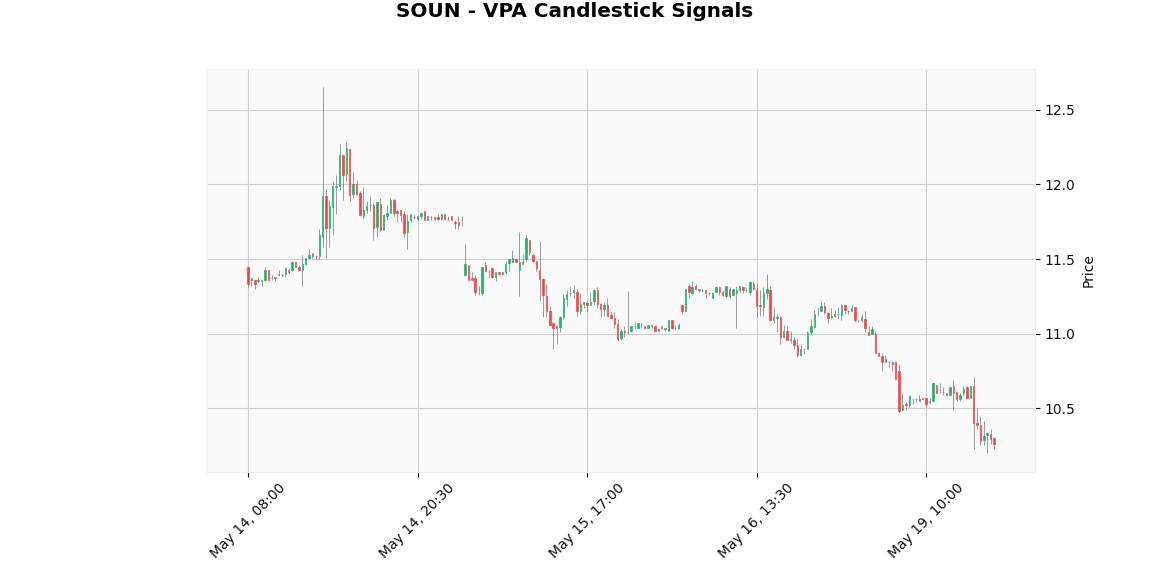 SOUN - VPA Candlestick Signals
12.5
12.0
11.5
11.0
10.5
Price
May 14, 08:00
May 14, 20:30
May 15, 17:00
May 16, 13:30
May 19, 10:00